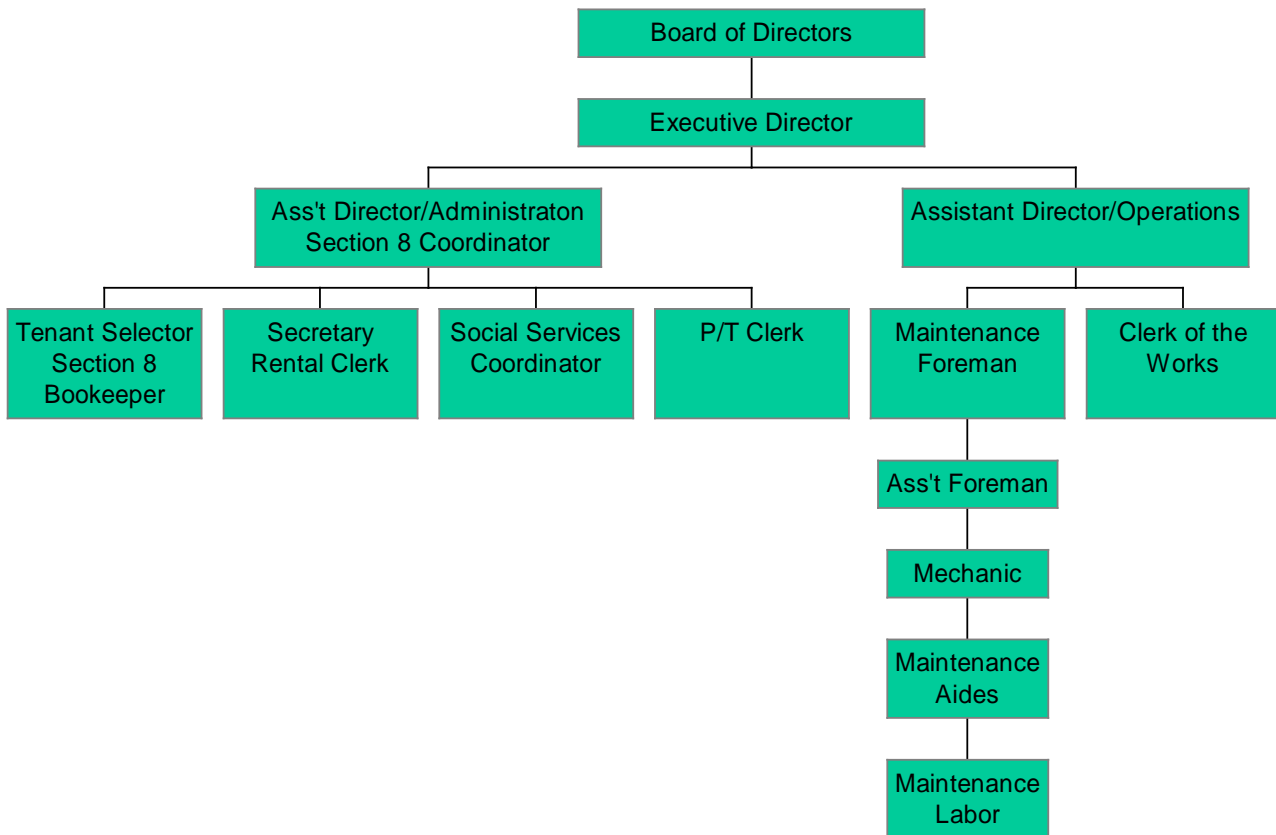 Board of Directors
Executive Director
Ass't Director/Administraton
Section 8 Coordinator
Assistant Director/Operations
Tenant Selector
Section 8
Bookeeper
Secretary
Rental Clerk
Social Services
Coordinator
P/T Clerk
Maintenance
Foreman
Clerk of the
Works
Ass't Foreman
Mechanic
Maintenance
Aides
Maintenance
Labor